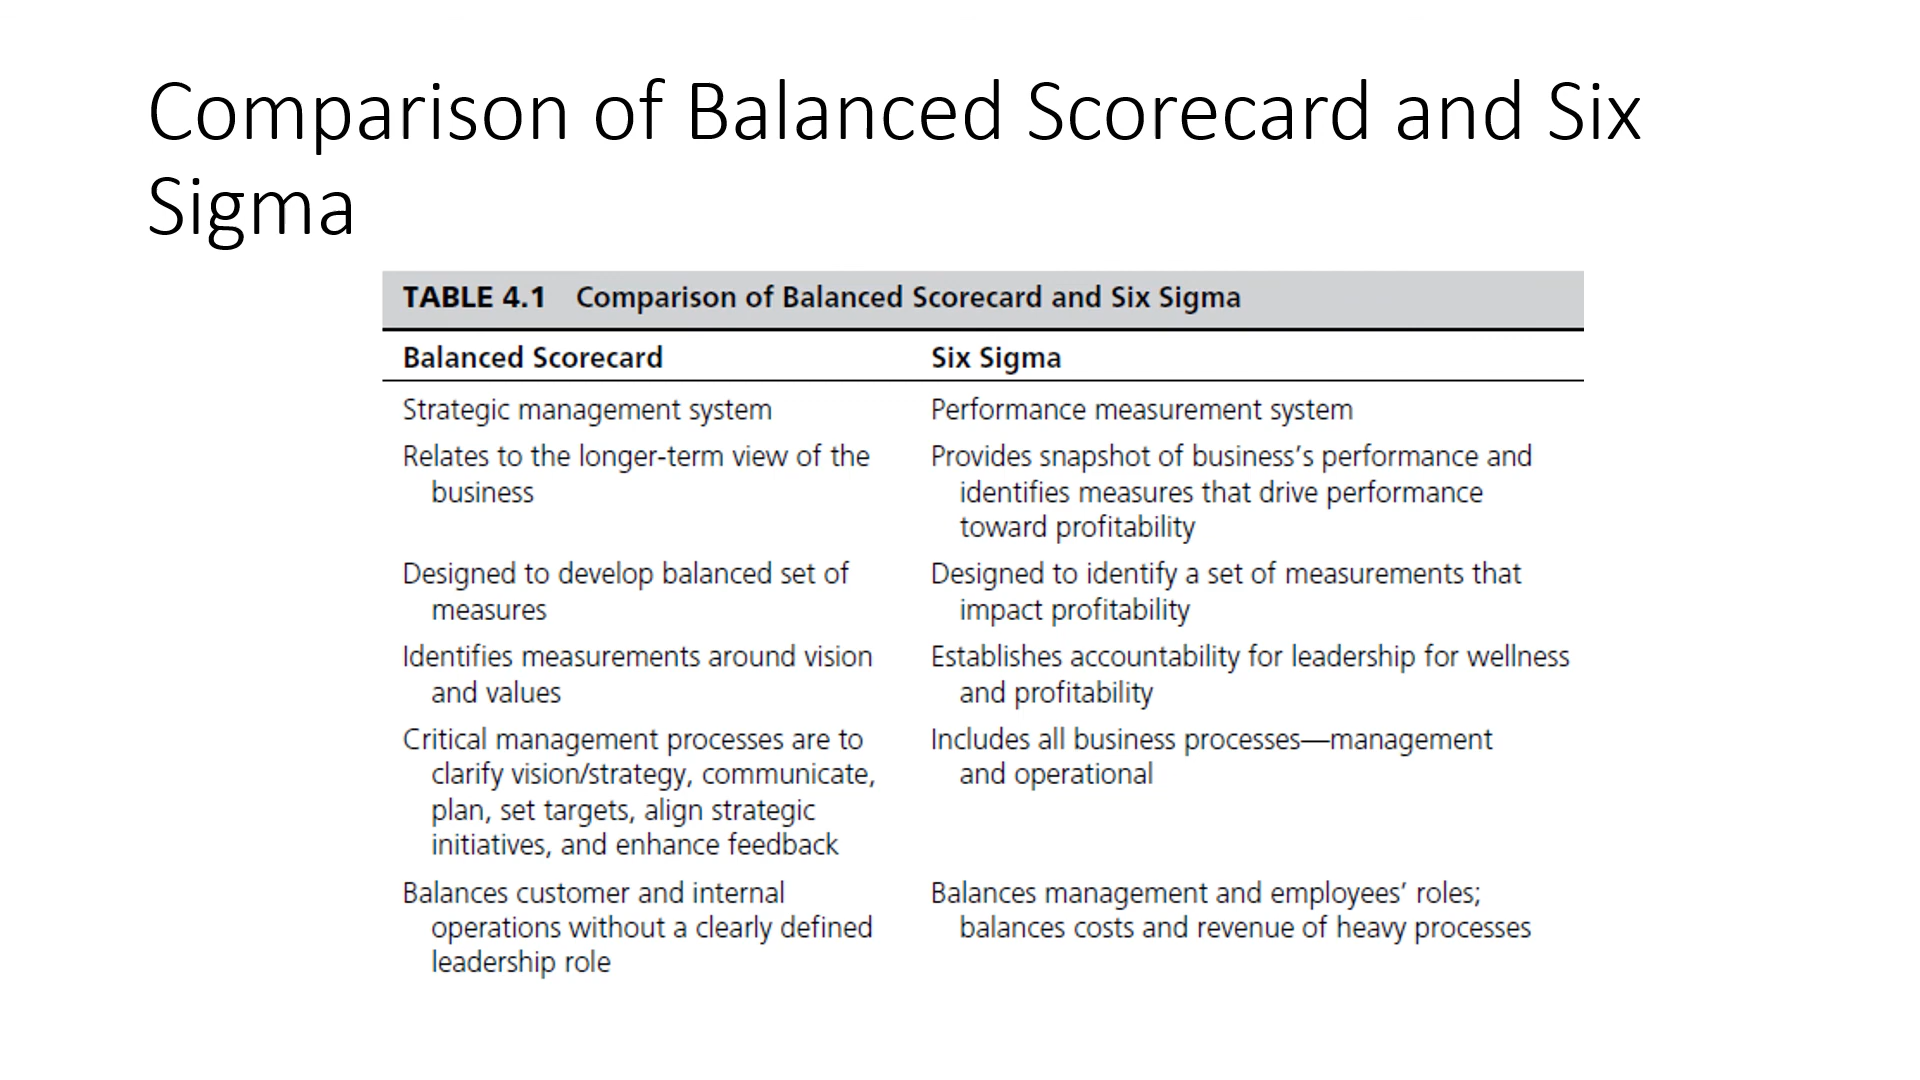 Comparison of Balanced Scorecard and Six
Sigma
TABLE 4.1 Comparison of Balanced Scorecard and Six Sigma
Balanced Scorecard Six Sigma
Strategic management system Performance measurement system
Relates to the longer-term view of the Provides snapshot of business’s performance and
business identifies measures that drive performance
toward profitability
Designed to develop balanced set of Designed to identify a set of measurements that
measures impact profitability
Identifies measurements around vision Establishes accountability for leadership for wellness
and values and profitability
Critical management processes are to Includes all business processes—management
clarify vision/strategy, communicate, and operational
plan, set targets, align strategic
initiatives, and enhance feedback
Balances customer and internal Balances management and employees’ roles;
operations without a clearly defined balances costs and revenue of heavy processes
leadership role